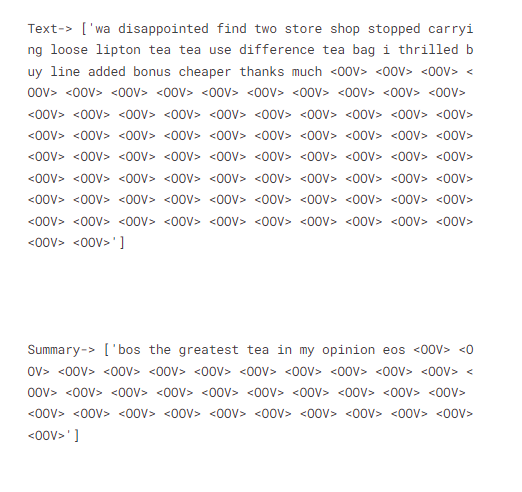 Text-> ['wa disappointed find two store shop stopped carryi
ng loose lipton tea tea use difference tea bag i thrilled b
uy line added bonus cheaper thanks much <OOV> <OOV> <OOV> <
OOV> <OOV> <OOV> <OOV> <OOV> <OOV> <OOV> <OOV> <OOV> <OOV>
<OOV> <OOV> <OOV> <OOV> <OOV> <OOV> <OOV> <OOV> <OOV> <OOV>
<OOV> <OOV> <OOV> <OOV> <OOV> <OOV> <OOV> <OOV> <OOV> <OOV>
<OOV> <OOV> <OOV> <OOV> <OOV> <OOV> <OOV> <OOV> <OOV> <OOV>
<OOV> <OOV> <OOV> <OOV> <OOV> <OOV> <OOV> <OOV> <OOV> <OOV>
<OOV> <OOV> <OOV> <OOV> <OOV> <OOV> <OOV> <OOV> <OOV> <OOV>
<OOV> <OOV> <OOV> <OOV> <OOV> <OOV> <OOV> <OOV> <OOV> <OOV>
<OOV> <OOV>']
Summary-> ['bos the greatest tea in my opinion eos <OOV> <O
OV> <OOV> <OOV> <OOV> <OOV> <OOV> <OOV> <OOV> <OOV> <OOV> <
OOV> <OOV> <OOV> <OOV> <OOV> <OOV> <OOV> <OOV> <OOV> <OOV>
<OOV> <OOV> <OOV> <OOV> <OOV> <OOV> <OOV> <OOV> <OOV> <OOV>
<OOV>']